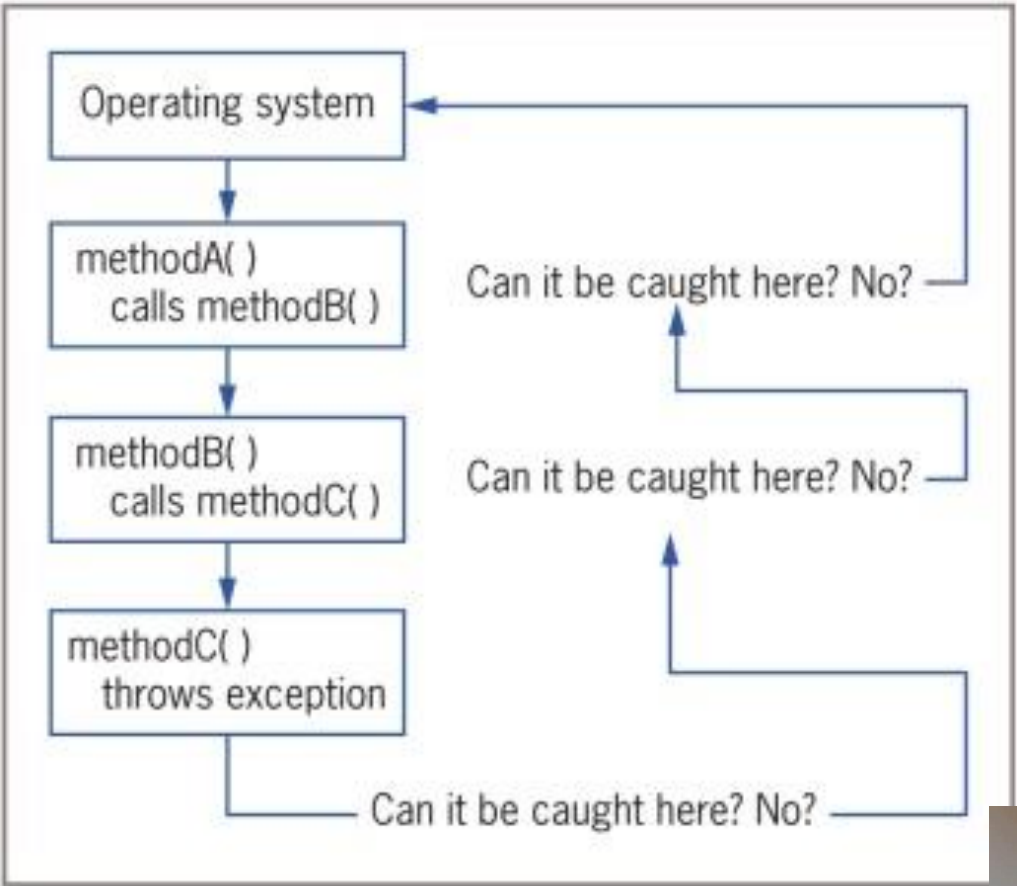 Operating system
methodA( )
calls methodB( )
Can it be caught here? No?
methodB( )
calls methodC( )
Can it be caught here? No?
methodC( )
throws exception
Can it be caught here? No?